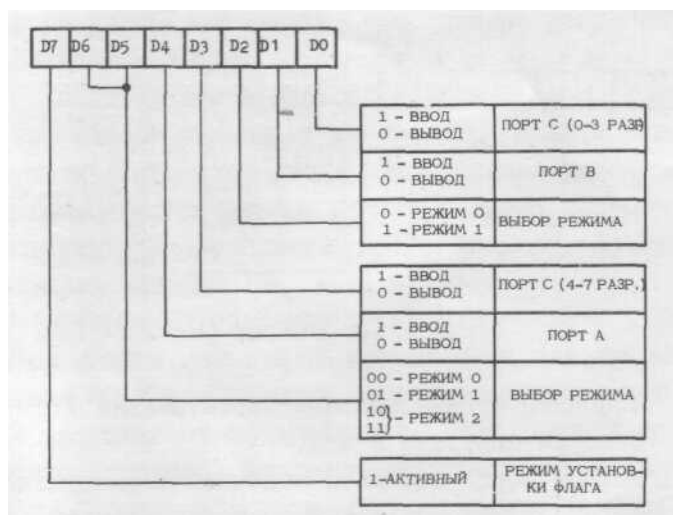 D7 D6 D5 D4 D3 D2 D1 D0
1 - ВВОД
0 - ВЫВОД
ПОРТ С (0-3 РАЗР
1 - ВВОД
0 - ВЫВОД
ПОРТ В
0 - РЕЖИМ 0
1 - РЕЖИМ 1
ВЫБОР РЕЖИМА
1 - ВВОД
0 - ВЫВОД
ПОРТ С (4-7 РАЗР.)
1 - ВВОД
0 - ВЫВОД
ПОРТ А
00 - РЕЖИМ 0
01 - РЕЖИМ 1
10
11} - РЕЖИМ 2
ВЫБОР РЕЖИМА
1-АКТИВНЫЙ
РЕЖИМ УСТАНОВ-
КИ ФЛАГА